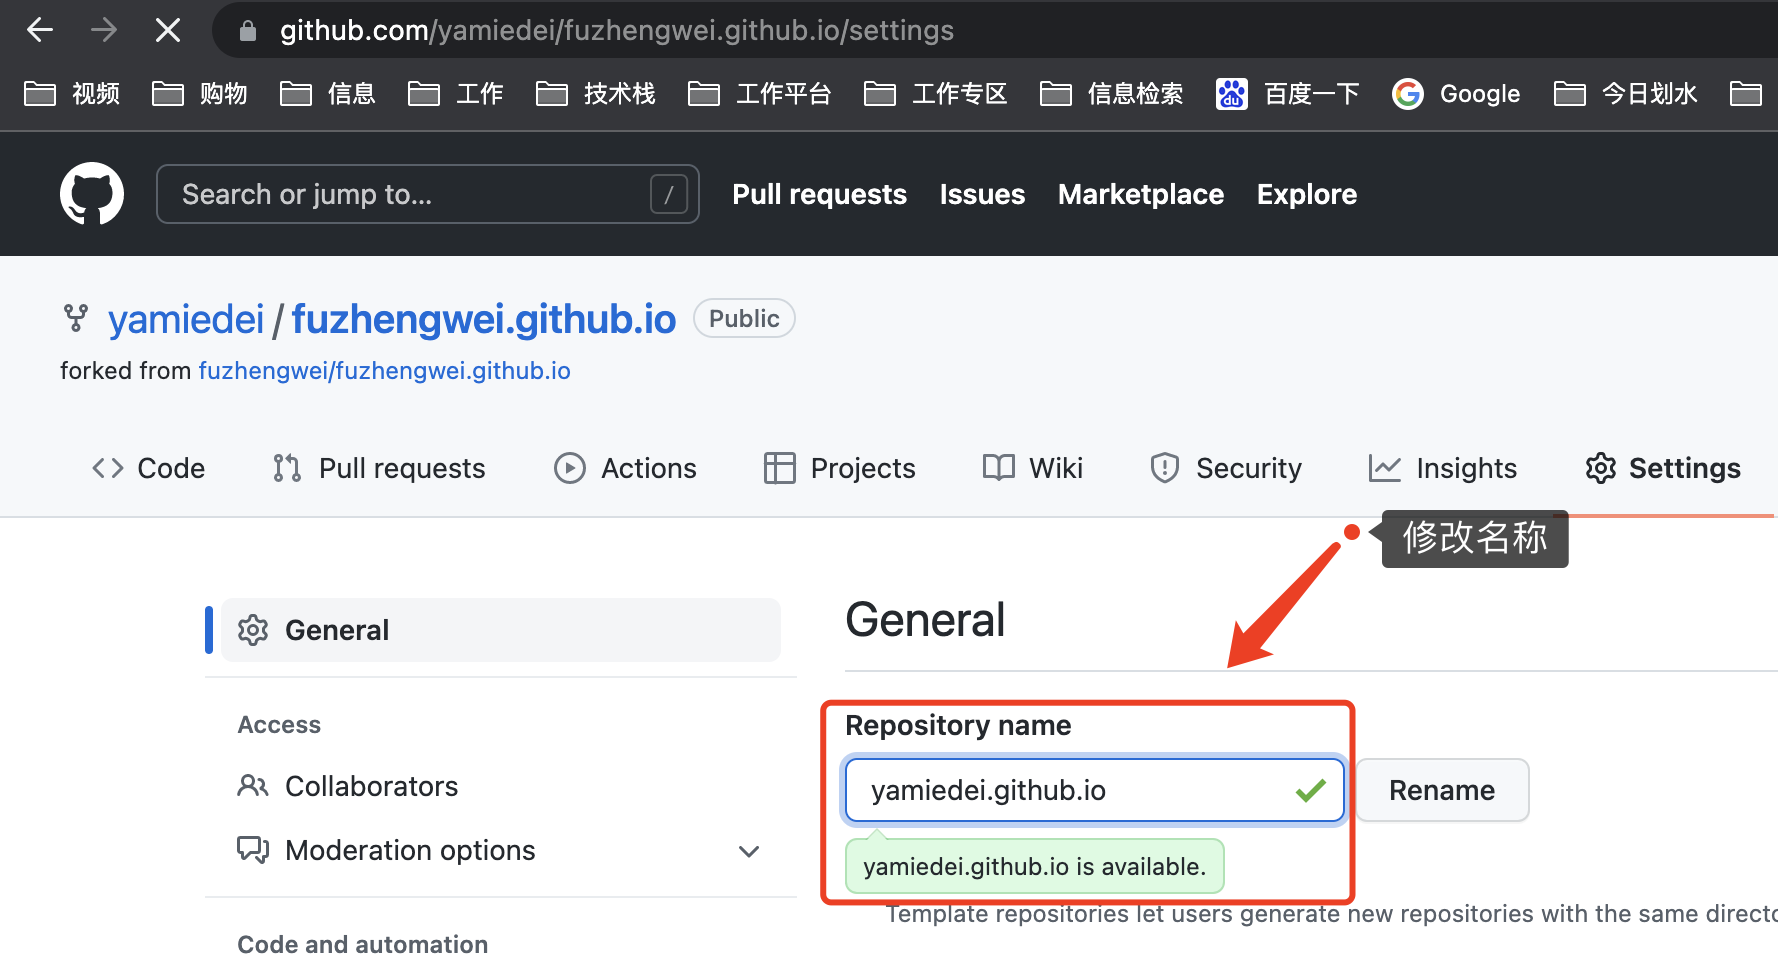 github.com/yamiedei/fuzhengwei.github.io/settings
视频 购物 信息 工作 技术栈 工作平台 工作专区 信息检索 du 百度一下 Google 今日划水
Search or jump to... / Pull requests Issues Marketplace Explore
yamiedei / fuzhengwei.github.io Public
forked from fuzhengwei/fuzhengwei.github.io
Code Pull requests Actions Projects Wiki Security Insights Settings
修改名称
General
General
Access
Collaborators
Moderation options
Code and automation
Repository name
yamiedei.github.io Rename
yamiedei.github.io is available.
Template repositories let users generate new repositories with the same directo